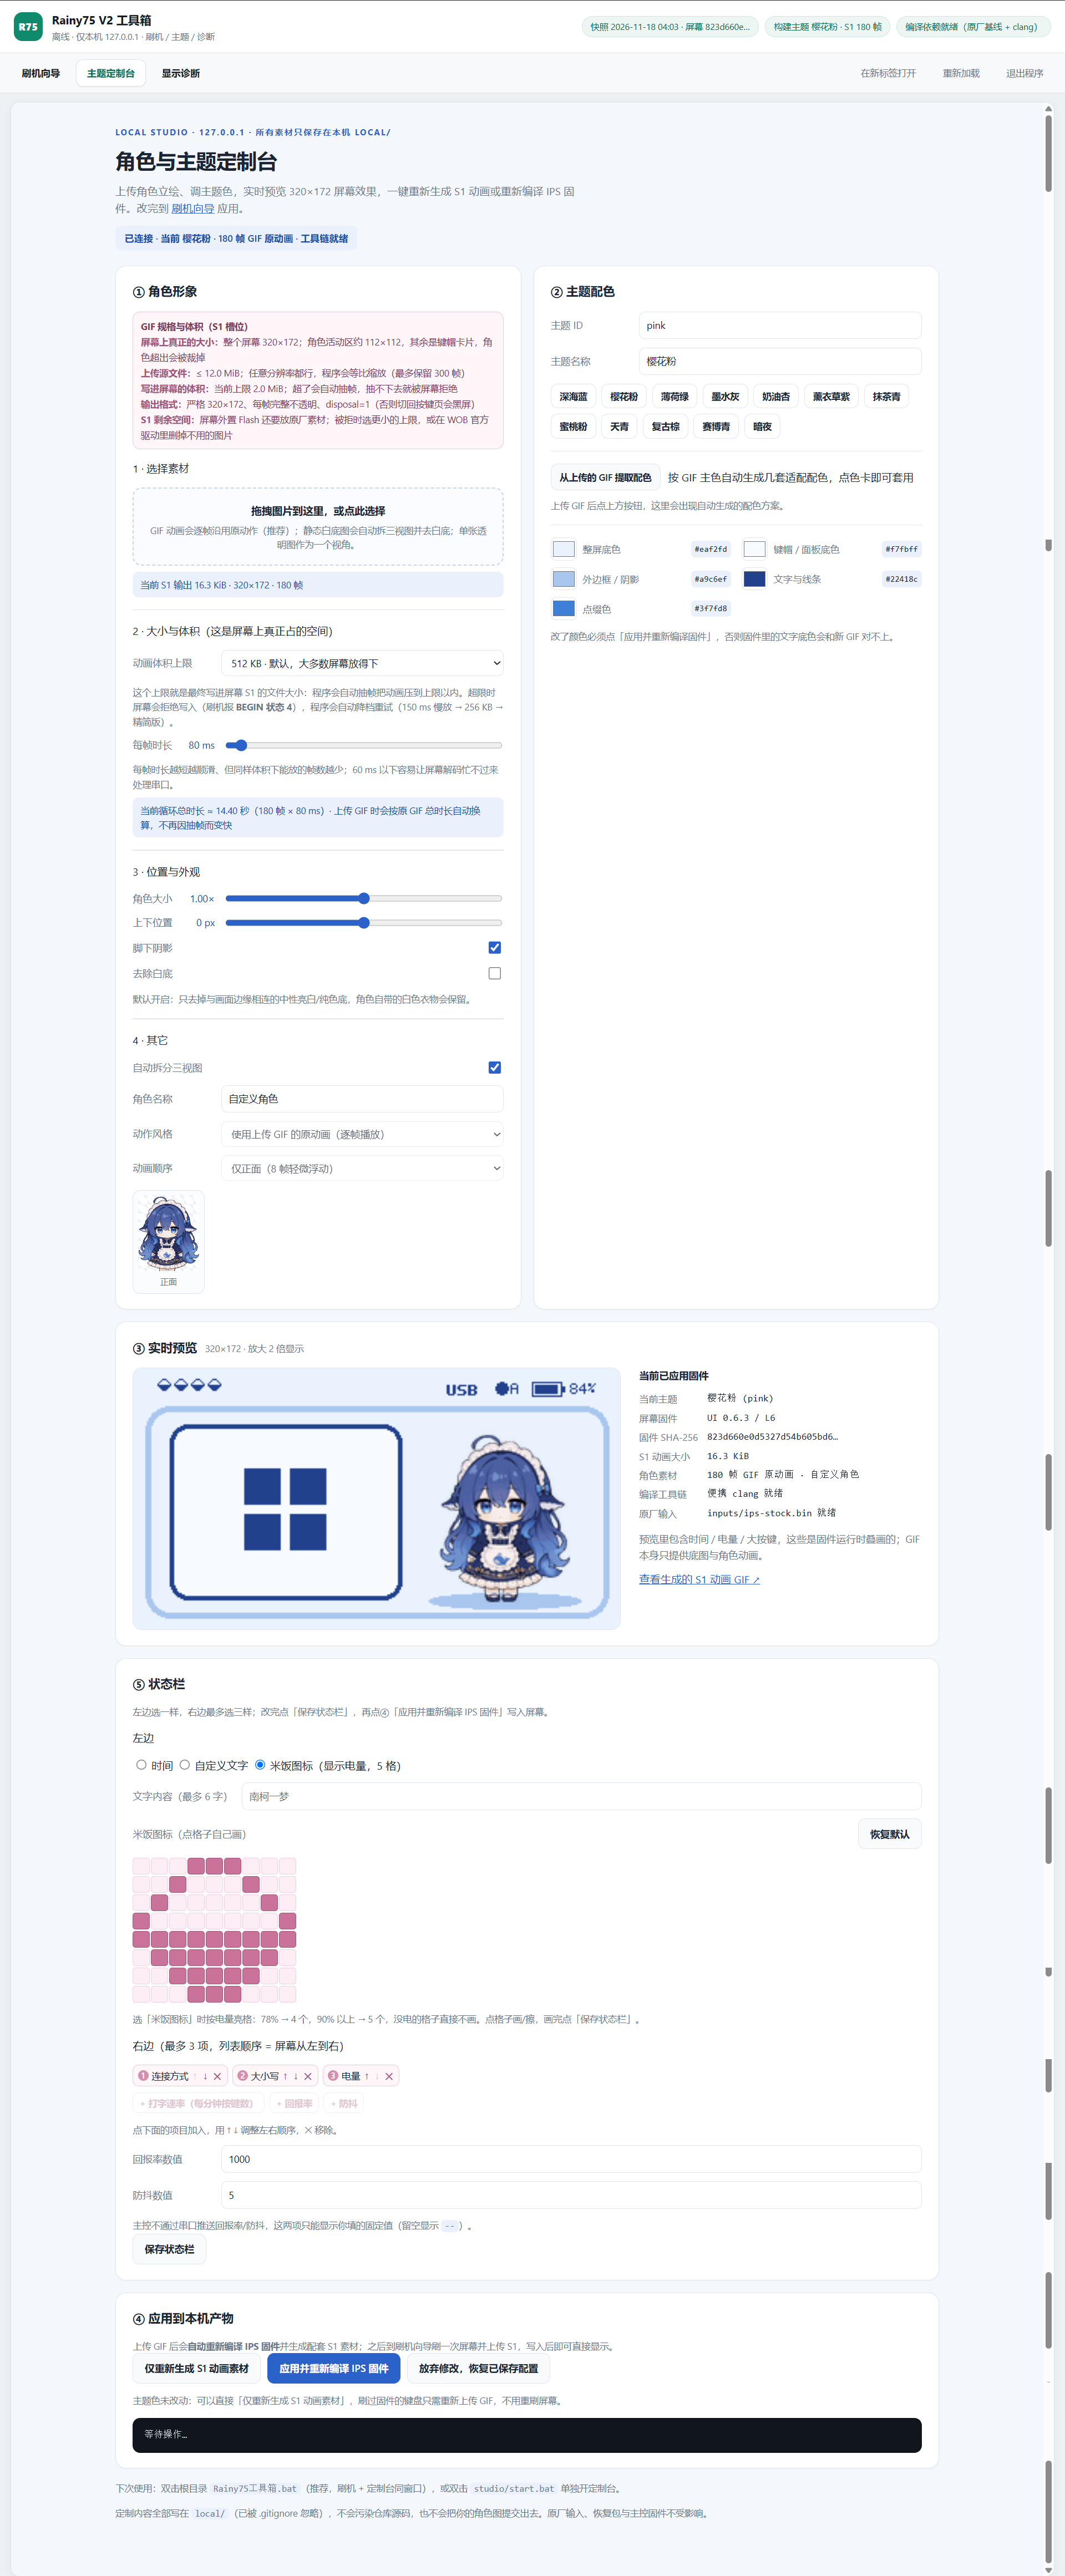 R75
Rainy75 V2 工具箱
离线 · 仅本机 127.0.0.1 · 刷机 / 主题 / 诊断
快照 2026-11-18 04:03 · 屏幕 823d660e...
构建主题 樱花粉 · S1 180 帧
编译依赖就绪（原厂基线 + clang）
刷机向导
主题定制台
显示诊断
在新标签打开
重新加载
退出程序
LOCAL STUDIO · 127.0.0.1 · 所有素材只保存在本机 LOCAL/
角色与主题定制台
上传角色立绘、调主题色，实时预览 320×172 屏幕效果，一键重新生成 S1 动画或重新编译 IPS 固
件。改完到 刷机向导 应用。
已连接 · 当前 樱花粉 · 180 帧 GIF 原动画 · 工具链就绪
① 角色形象
GIF 规格与体积（S1 槽位）
屏幕上真正的大小：整个屏幕 320×172；角色活动区约 112×112，其余是键帽卡片，角
色超出会被裁掉
上传源文件：≤ 12.0 MiB；任意分辨率都行，程序会等比缩放（最多保留 300 帧）
写进屏幕的体积：当前上限 2.0 MiB；超了会自动抽帧，抽不下去就被屏幕拒绝
输出格式：严格 320×172、每帧完整不透明、disposal=1（否则切回按键页会黑屏）
S1 剩余空间：屏幕外置 Flash 还要放原厂素材；被拒时选更小的上限，或在 WOB 官方
驱动里删掉不用的图片
1 · 选择素材
拖拽图片到这里，或点此选择
GIF 动画会逐帧沿用原动作（推荐）；静态白底图会自动拆三视图并去白底；单张透
明图作为一个视角。
当前 S1 输出 16.3 KiB · 320×172 · 180 帧
2 · 大小与体积（这是屏幕上真正占的空间）
动画体积上限
512 KB · 默认，大多数屏幕放得下
这个上限就是最终写进屏幕 S1 的文件大小：程序会自动抽帧把动画压到上限以内。超限时
屏幕会拒绝写入（刷机报 BEGIN 状态 4），程序会自动降档重试（150 ms 慢放 → 256 KB →
精简版）。
每帧时长
80 ms
每帧时长越短越顺滑、但同样体积下能放的帧数越少；60 ms 以下容易让屏幕解码忙不过来
处理串口。
当前循环总时长 = 14.40 秒（180 帧 × 80 ms）· 上传 GIF 时会按原 GIF 总时长自动换
算，不再因抽帧而变快
3 · 位置与外观
角色大小
1.00×
上下位置
0 px
脚下阴影
去除白底
默认开启：只去掉与画面边缘相连的中性亮白/纯色底，角色自带的白色衣物会保留。
4 · 其它
自动拆分三视图
角色名称
自定义角色
动作风格
使用上传 GIF 的原动画（逐帧播放）
动画顺序
仅正面（8 帧轻微浮动）
正面
② 主题配色
主题 ID
pink
主题名称
樱花粉
深海蓝
樱花粉
薄荷绿
墨水灰
奶油杏
薰衣草紫
抹茶青
蜜桃粉
天青
复古棕
赛博青
暗夜
从上传的 GIF 提取配色
按 GIF 主色自动生成几套适配配色，点色卡即可套用
上传 GIF 后点上方按钮，这里会出现自动生成的配色方案。
整屏底色
#eaf2fd
键帽 / 面板底色
#f7fbff
外边框 / 阴影
#a9c6ef
文字与线条
#22418c
点缀色
#3f7fd8
改了颜色必须点「应用并重新编译固件」，否则固件里的文字底色会和新 GIF 对不上。
③ 实时预览
320×172 · 放大 2 倍显示
USB
A
84%
当前已应用固件
当前主题
樱花粉 (pink)
屏幕固件
UI 0.6.3 / L6
固件 SHA-256
823d660e0d5327d54b605bd6…
S1 动画大小
16.3 KiB
角色素材
180 帧 GIF 原动画 · 自定义角色
编译工具链
便携 clang 就绪
原厂输入
inputs/ips-stock.bin 就绪
预览里包含时间 / 电量 / 大按键，这些是固件运行时叠画的；GIF
本身只提供底图与角色动画。
查看生成的 S1 动画 GIF ↗
⑤ 状态栏
左边选一样，右边最多选三样；改完点「保存状态栏」，再点④「应用并重新编译 IPS 固件」写入屏幕。
左边
时间
自定义文字
米饭图标（显示电量，5 格）
文字内容（最多 6 字）
南柯一梦
米饭图标（点格子自己画）
恢复默认
选「米饭图标」时按电量亮格：78% → 4 个，90% 以上 → 5 个，没电的格子直接不画。点格子画/擦，画完点「保存状态栏」。
右边（最多 3 项，列表顺序 = 屏幕从左到右）
1 连接方式 ↑ ↓ ✕
2 大小写 ↑ ↓ ✕
3 电量 ↑ ↓ ✕
+ 打字速率（每分钟按键数）
+ 回报率
+ 防抖
点下面的项目加入，用 ↑ ↓ 调整左右顺序，✕ 移除。
回报率数值
1000
防抖数值
5
主控不通过串口推送回报率/防抖，这两项只能显示你填的固定值（留空显示 -- ）。
保存状态栏
④ 应用到本机产物
上传 GIF 后会自动重新编译 IPS 固件并生成配套 S1 素材；之后到刷机向导刷一次屏幕并上传 S1，写入后即可直接显示。
仅重新生成 S1 动画素材
应用并重新编译 IPS 固件
放弃修改，恢复已保存配置
主题色未改动：可以直接「仅重新生成 S1 动画素材」，刷过固件的键盘只需重新上传 GIF，不用重刷屏幕。
等待操作…
下次使用：双击根目录 Rainy75工具箱.bat（推荐，刷机 + 定制台同窗口），或双击 studio/start.bat 单独开定制台。
定制内容全部写在 local/ （已被 .gitignore 忽略），不会污染仓库源码，也不会把你的角色图提交出去。原厂输入、恢复包与主控固件不受影响。